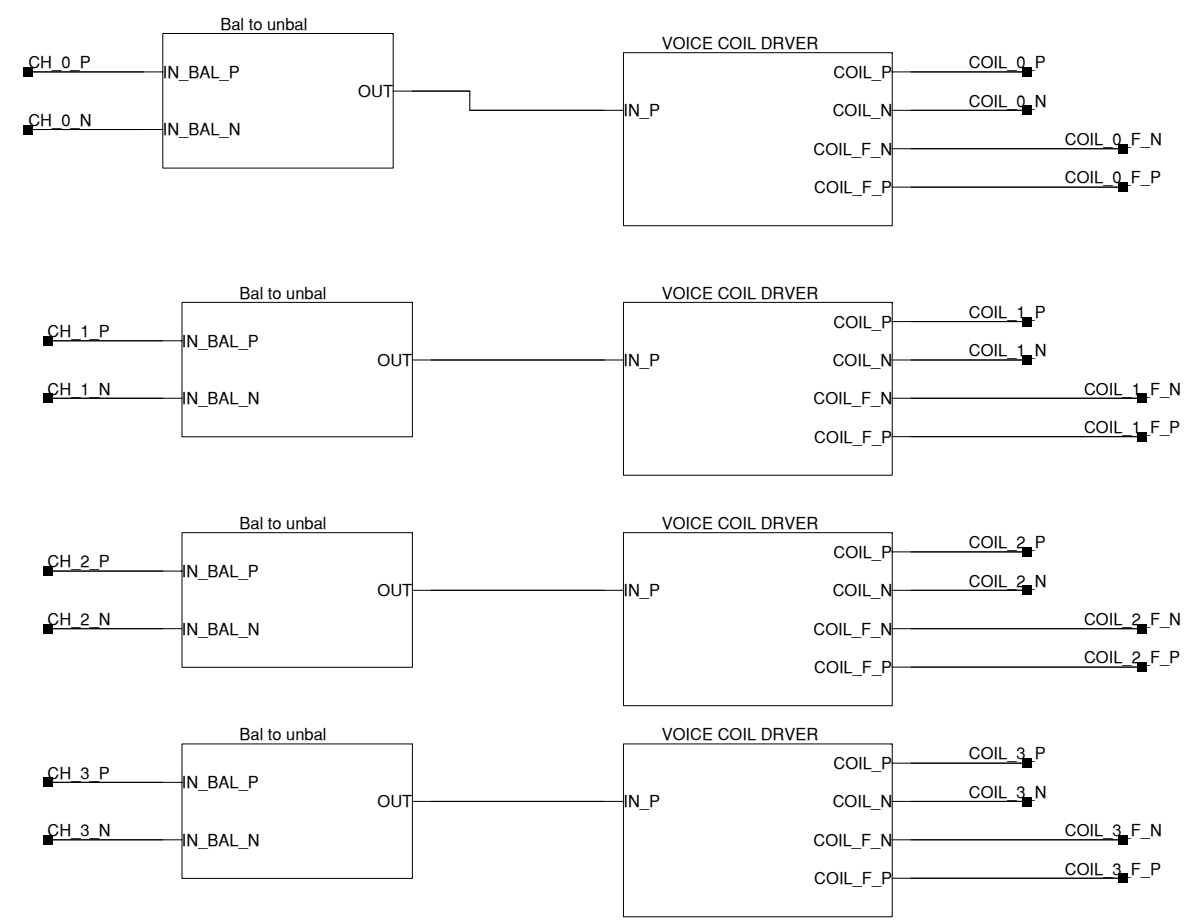 Bal to unbal
VOICE COIL DRVER
CH_0_P
IN_BAL_P
CH_0_N
IN_BAL_N
OUT
IN_P
COIL_P
COIL_0_P
COIL_N
COIL_0_N
COIL_F_N
COIL_0_F_N
COIL_F_P
COIL_0_F_P
Bal to unbal
VOICE COIL DRVER
CH_1_P
IN_BAL_P
CH_1_N
IN_BAL_N
OUT
IN_P
COIL_P
COIL_1_P
COIL_N
COIL_1_N
COIL_F_N
COIL_1_F_N
COIL_F_P
COIL_1_F_P
Bal to unbal
VOICE COIL DRVER
CH_2_P
IN_BAL_P
CH_2_N
IN_BAL_N
OUT
IN_P
COIL_P
COIL_2_P
COIL_N
COIL_2_N
COIL_F_N
COIL_2_F_N
COIL_F_P
COIL_2_F_P
Bal to unbal
VOICE COIL DRVER
CH_3_P
IN_BAL_P
CH_3_N
IN_BAL_N
OUT
IN_P
COIL_P
COIL_3_P
COIL_N
COIL_3_N
COIL_F_N
COIL_3_F_N
COIL_F_P
COIL_3_F_P